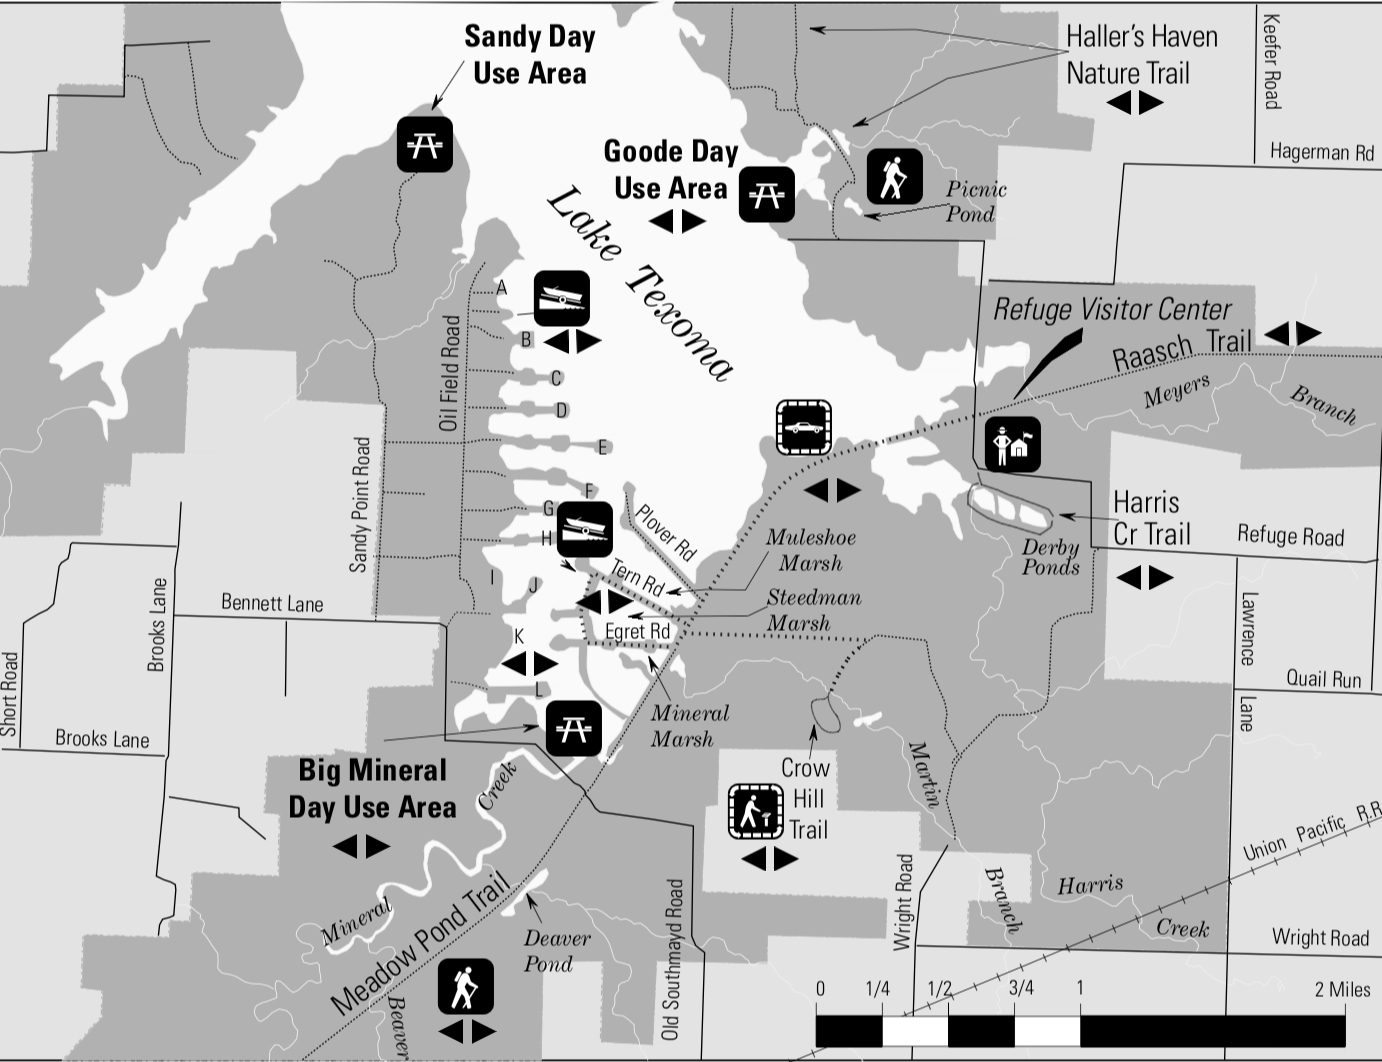 Sandy Day
Use Area
Haller's Haven
Nature Trail
Keefer Road
Hagerman Rd
Goode Day
Use Area
Picnic
Pond
Lake Texoma
Refuge Visitor Center
Raasch Trail
Meyers Branch
A
B
C
D
E
F
G
H
I
J
K
L
Oil Field Road
Sandy Point Road
Plover Rd
Tern Rd
Egret Rd
Muleshoe
Marsh
Steedman
Marsh
Mineral
Marsh
Harris
Cr Trail
Derby
Ponds
Refuge Road
Lawrence Lane
Quail Run
Bennett Lane
Brooks Lane
Short Road
Brooks Lane
Big Mineral
Day Use Area
Mineral Creek
Crow
Hill
Trail
Martin Branch
Union Pacific R.R
Harris Creek
Wright Road
Wright Road
Meadow Pond Trail
Deaver
Pond
Old Southmayd Road
Beaver
0 1/4 1/2 3/4 1 2 Miles